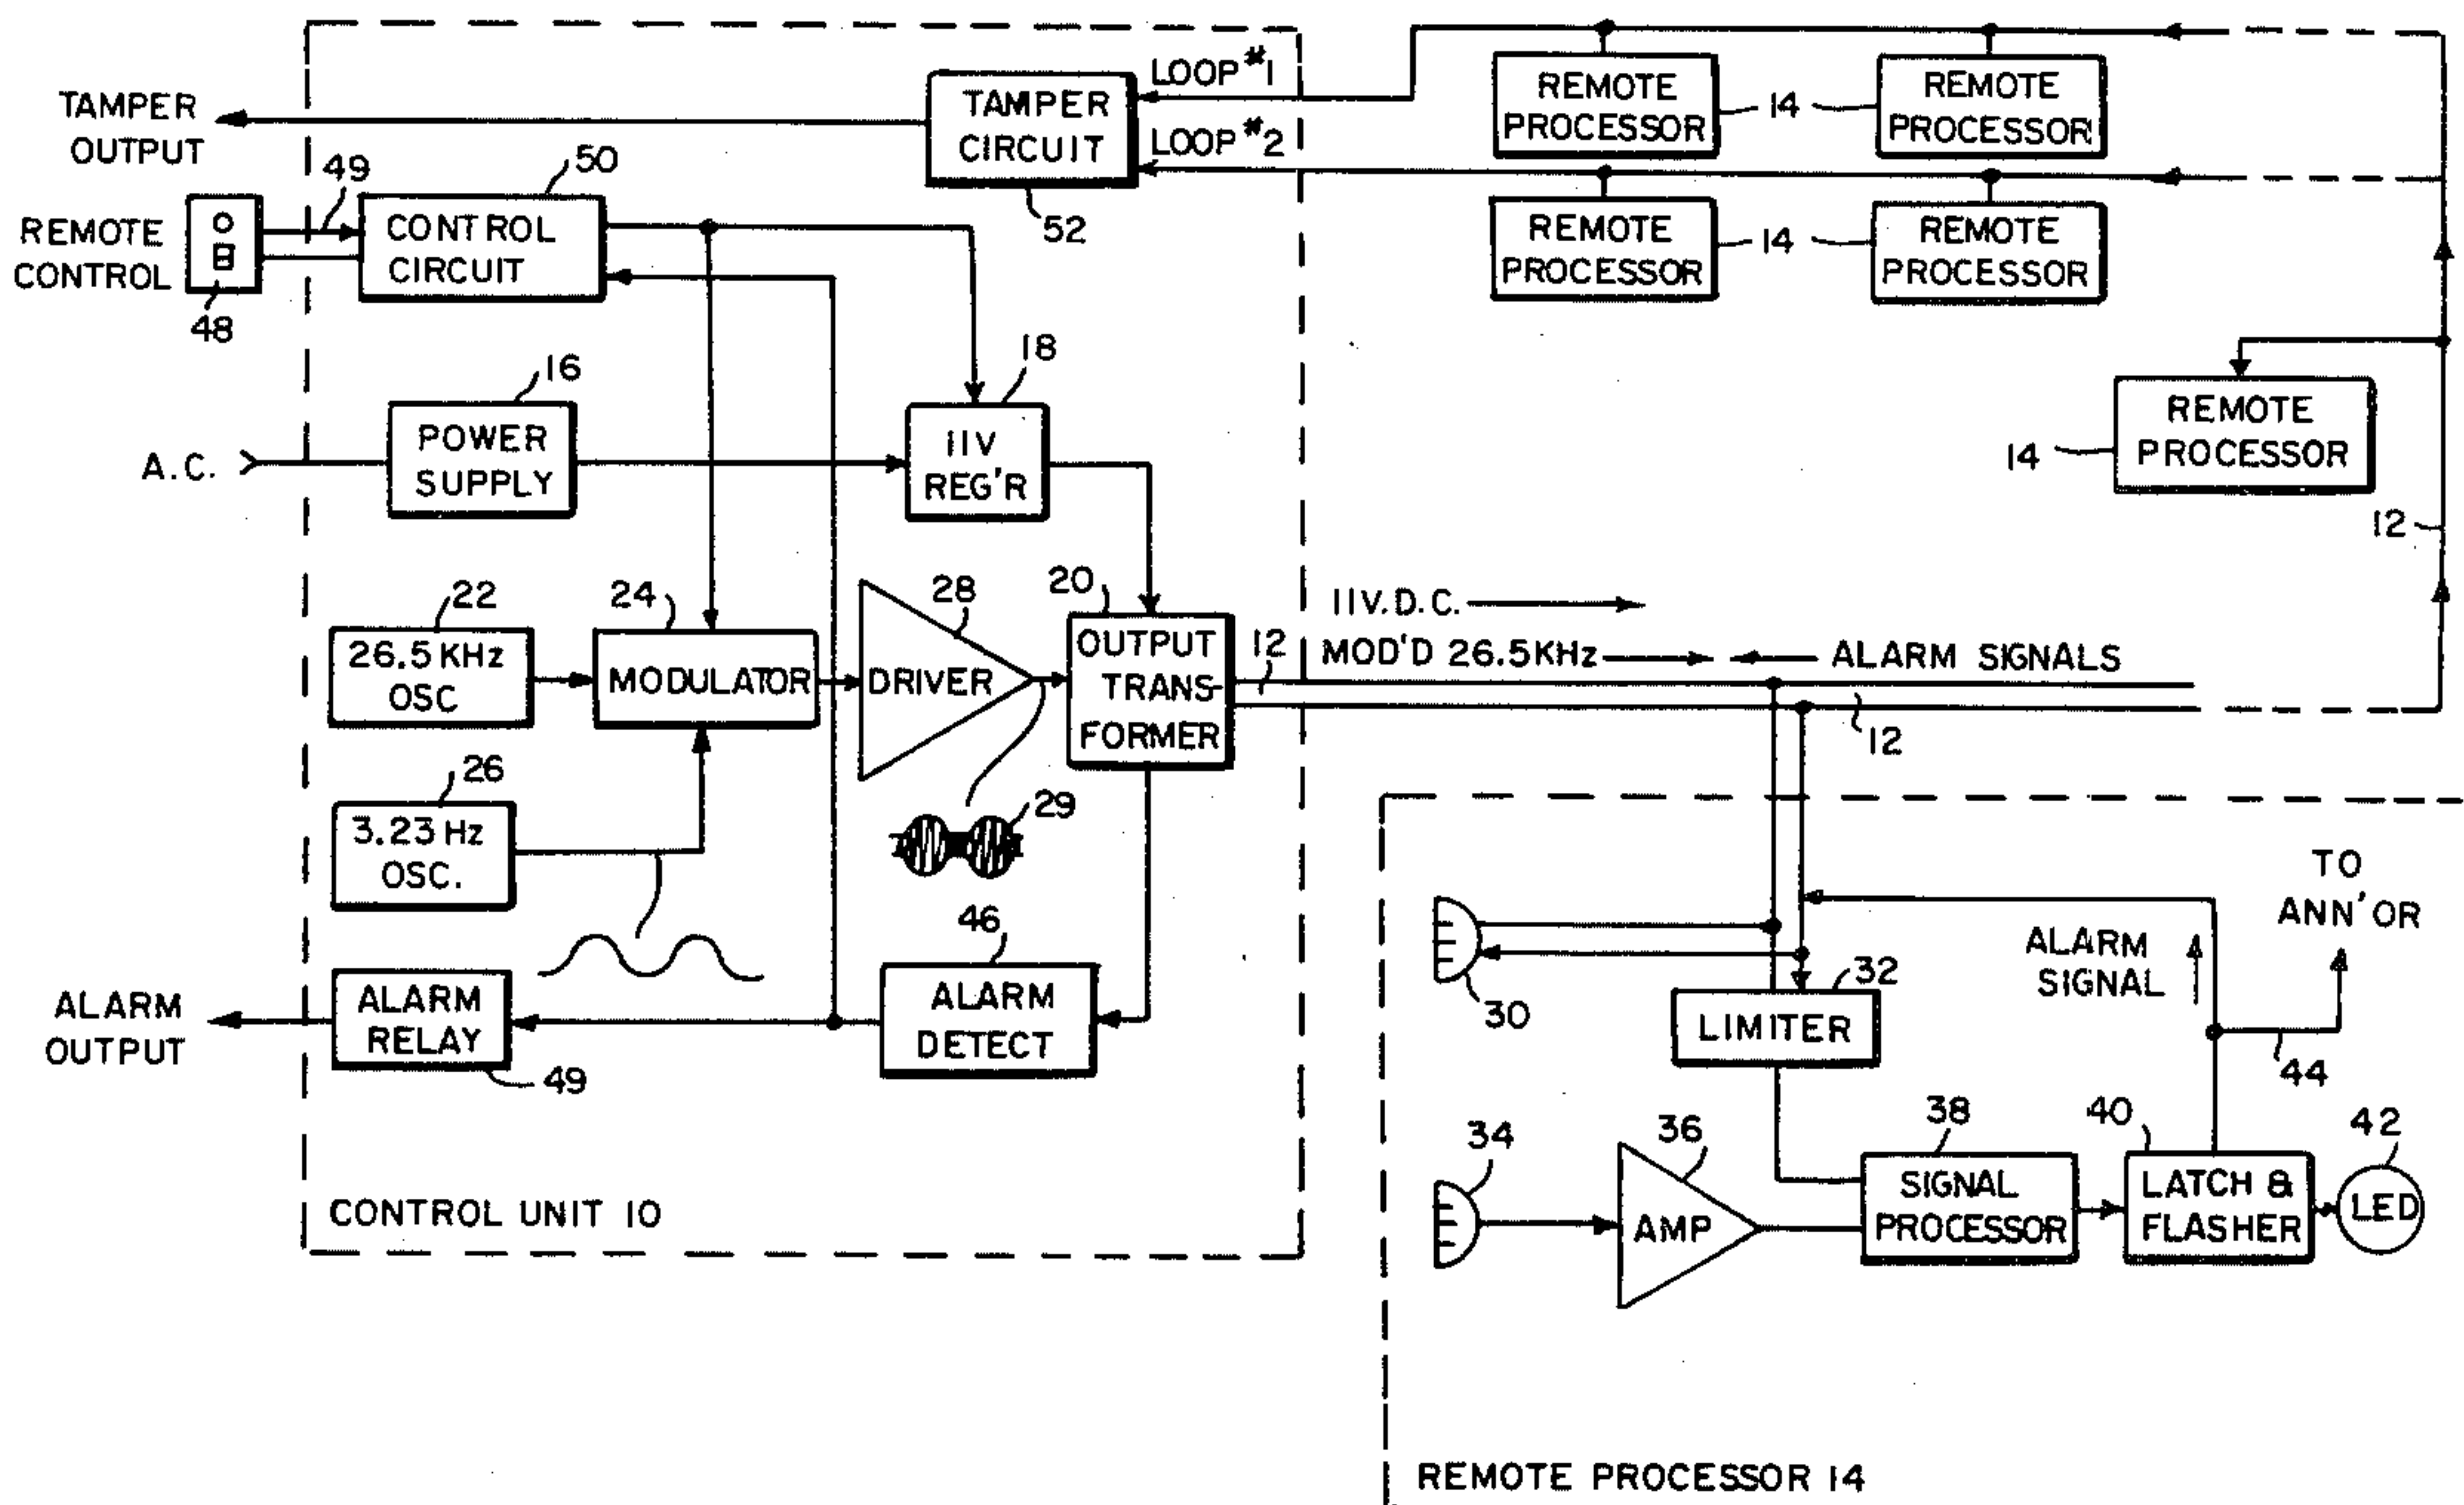 TAMPER
OUTPUT
REMOTE
CONTROL
48
49
50
CONTROL
CIRCUIT
TAMPER
CIRCUIT
52
LOOP #1
LOOP #2
REMOTE
PROCESSOR
14
REMOTE
PROCESSOR
REMOTE
PROCESSOR
14
REMOTE
PROCESSOR
REMOTE
PROCESSOR
14
12
A.C.
16
POWER
SUPPLY
18
11V
REG'R
22
26.5 KHz
OSC
24
MODULATOR
28
DRIVER
20
OUTPUT
TRANS-
FORMER
12
11V.D.C.
MOD'D 26.5KHz
ALARM SIGNALS
12
26
3.23 Hz
OSC.
29
ALARM
OUTPUT
ALARM
RELAY
49
46
ALARM
DETECT
CONTROL UNIT 10
30
32
LIMITER
ALARM
SIGNAL
TO
ANN'OR
44
34
36
AMP
38
SIGNAL
PROCESSOR
40
LATCH &
FLASHER
42
LED
REMOTE PROCESSOR 14